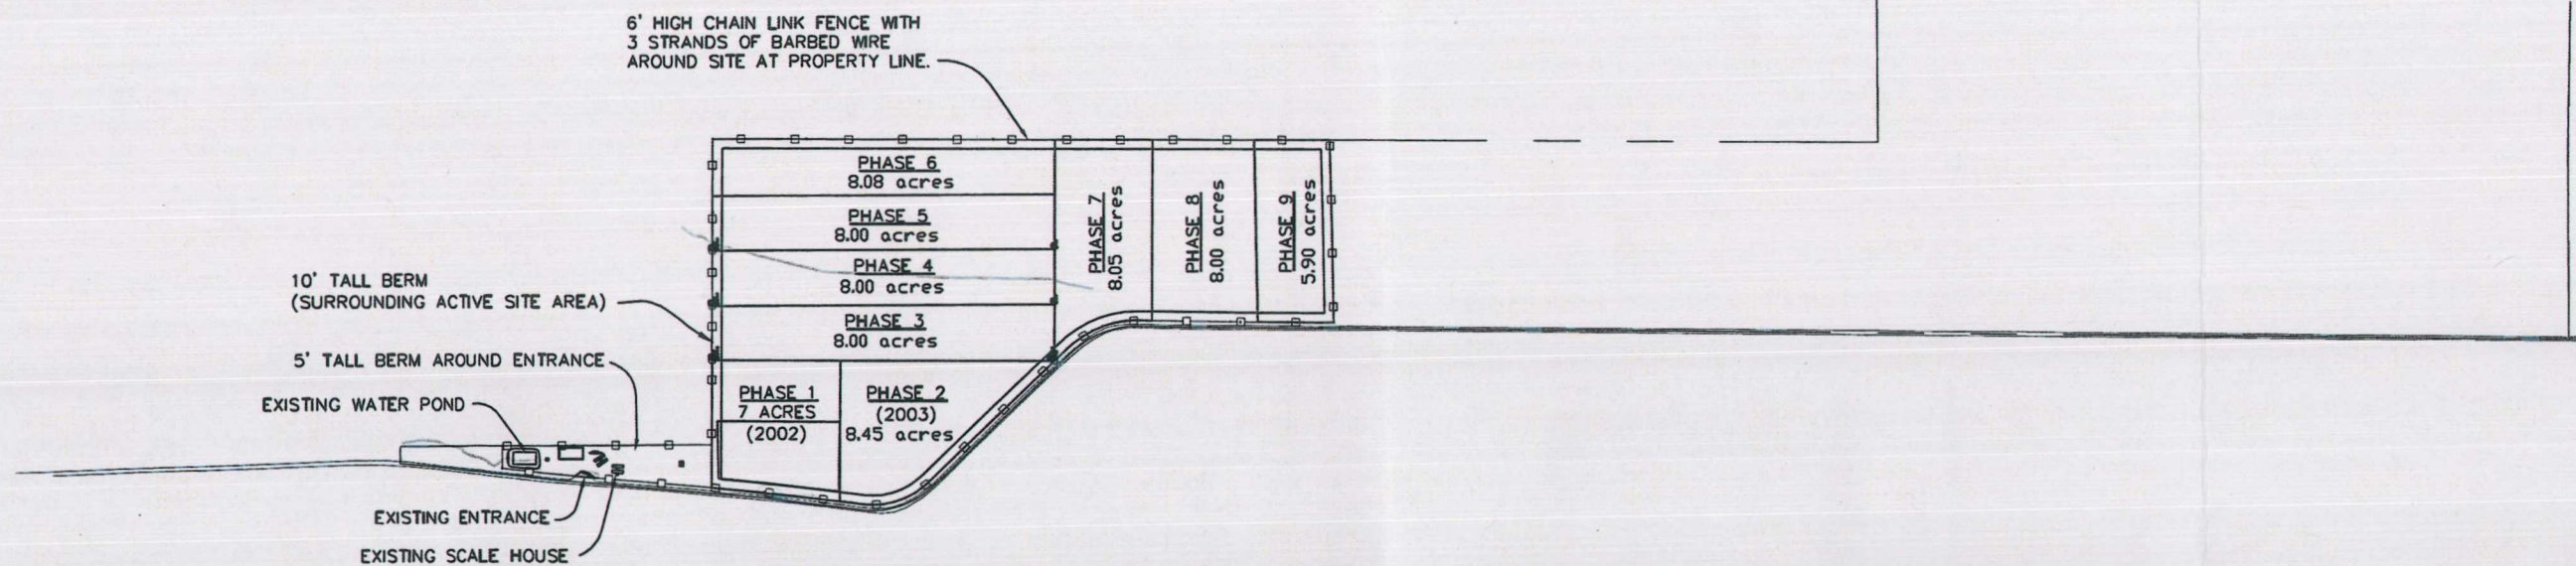 6' HIGH CHAIN LINK FENCE WITH
3 STRANDS OF BARBED WIRE
AROUND SITE AT PROPERTY LINE.
PHASE 6
8.08 acres
PHASE 5
8.00 acres
PHASE 4
8.00 acres
PHASE 3
8.00 acres
PHASE 7
8.05 acres
PHASE 8
8.00 acres
PHASE 9
5.90 acres
10' TALL BERM
(SURROUNDING ACTIVE SITE AREA)
5' TALL BERM AROUND ENTRANCE
EXISTING WATER POND
PHASE 1
7 ACRES
(2002)
PHASE 2
(2003)
8.45 acres
EXISTING ENTRANCE
EXISTING SCALE HOUSE